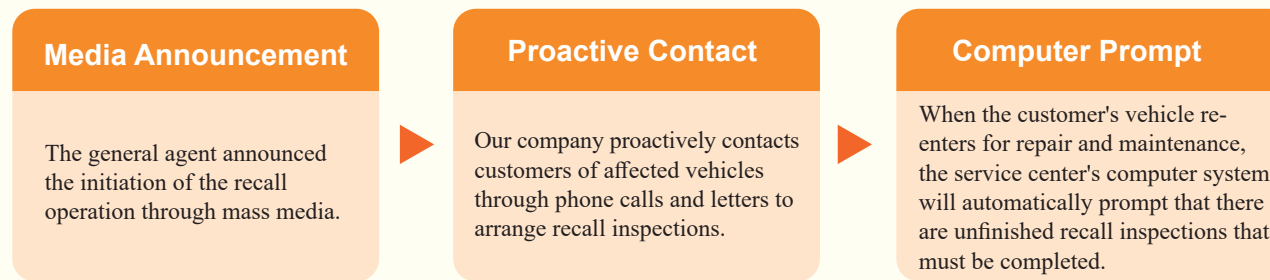 Media Announcement
The general agent announced
the initiation of the recall
operation through mass media.
Proactive Contact
Our company proactively contacts
customers of affected vehicles
through phone calls and letters to
arrange recall inspections.
Computer Prompt
When the customer's vehicle re-
enters for repair and maintenance,
the service center's computer system
will automatically prompt that there
are unfinished recall inspections that
must be completed.